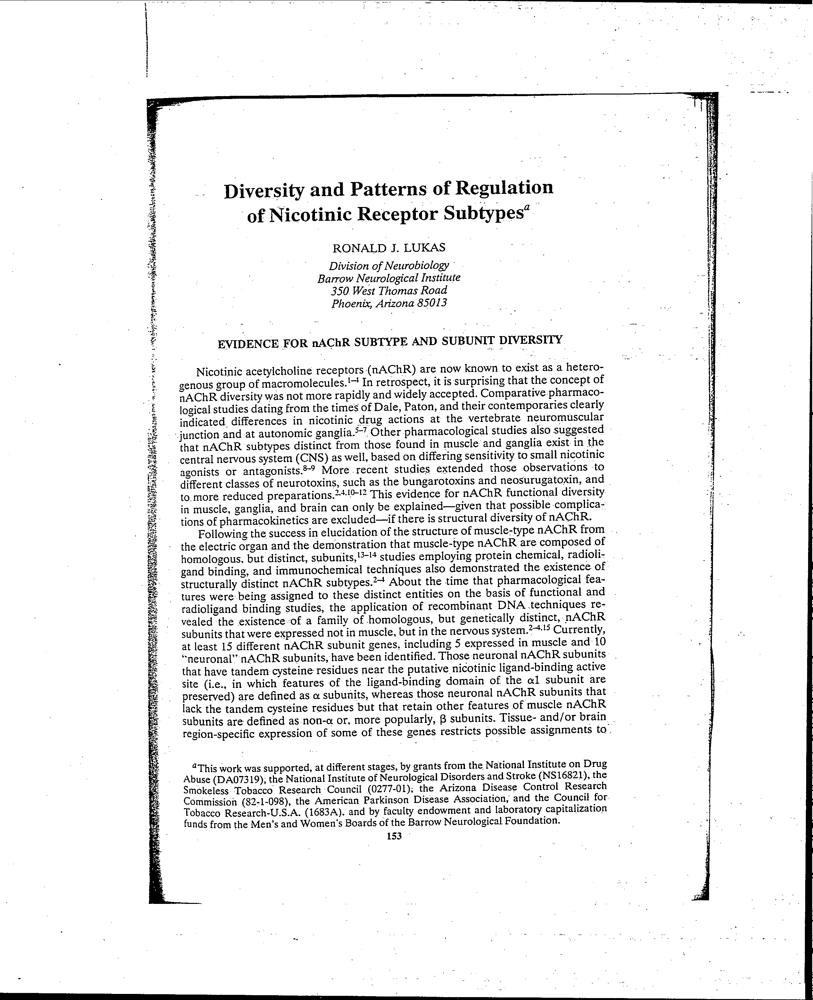 Diversity and Patterns of Regulation
of Nicotinic Receptor Subtypesa
RONALD J. LUKAS
Division of Neurobiology
Barrow Neurological Institute
350 West Thomas Road
Phoenix, Arizona 85013
EVIDENCE FOR nAChR SUBTYPE AND SUBUNIT DIVERSITY
Nicotinic acetylcholine receptors (nAChR) are now known to exist as a hetero-
genous group of macromolecules.1–4 In retrospect, it is surprising that the concept of
nAChR diversity was not more rapidly and widely accepted. Comparative pharmaco-
logical studies dating from the times of Dale, Paton, and their contemporaries clearly
indicated differences in nicotinic drug actions at the vertebrate neuromuscular
junction and at autonomic ganglia.5–7 Other pharmacological studies also suggested
that nAChR subtypes distinct from those found in muscle and ganglia exist in the
central nervous system (CNS) as well, based on differing sensitivity to small nicotinic
agonists or antagonists.8–9 More recent studies extended those observations to
different classes of neurotoxins, such as the bungarotoxins and neosurugatoxin, and
to more reduced preparations.2,4,10–12 This evidence for nAChR functional diversity
in muscle, ganglia, and brain can only be explained—given that possible complica-
tions of pharmacokinetics are excluded—if there is structural diversity of nAChR.
Following the success in elucidation of the structure of muscle-type nAChR from
the electric organ and the demonstration that muscle-type nAChR are composed of
homologous, but distinct, subunits,13–14 studies employing protein chemical, radioli-
gand binding, and immunochemical techniques also demonstrated the existence of
structurally distinct nAChR subtypes.2–4 About the time that pharmacological fea-
tures were being assigned to these distinct entities on the basis of functional and
radioligand binding studies, the application of recombinant DNA techniques re-
vealed the existence of a family of homologous, but genetically distinct, nAChR
subunits that were expressed not in muscle, but in the nervous system.2–4,15 Currently,
at least 15 different nAChR subunit genes, including 5 expressed in muscle and 10
"neuronal" nAChR subunits, have been identified. Those neuronal nAChR subunits
that have tandem cysteine residues near the putative nicotinic ligand-binding active
site (i.e., in which features of the ligand-binding domain of the α1 subunit are
preserved) are defined as α subunits, whereas those neuronal nAChR subunits that
lack the tandem cysteine residues but that retain other features of muscle nAChR
subunits are defined as non-α or, more popularly, β subunits. Tissue- and/or brain
region-specific expression of some of these genes restricts possible assignments to
aThis work was supported, at different stages, by grants from the National Institute on Drug
Abuse (DA07319), the National Institute of Neurological Disorders and Stroke (NS16821), the
Smokeless Tobacco Research Council (0277-01), the Arizona Disease Control Research
Commission (82-1-098), the American Parkinson Disease Association, and the Council for
Tobacco Research-U.S.A. (1683A), and by faculty endowment and laboratory capitalization
funds from the Men's and Women's Boards of the Barrow Neurological Foundation.
153